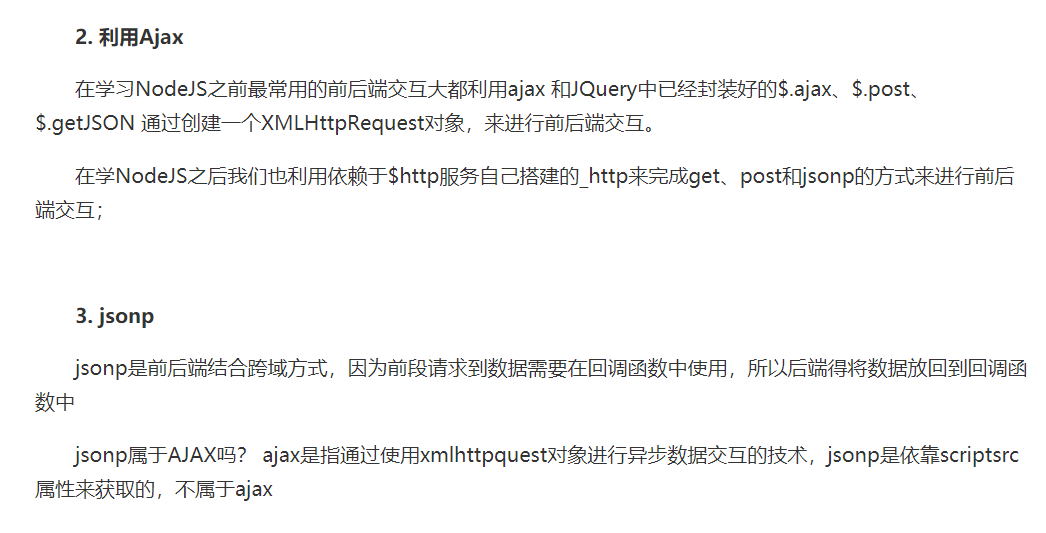 2. 利用Ajax
在学习NodeJS之前最常用的前后端交互大都利用ajax 和JQuery中已经封装好的$.ajax、$.post、
$.getJSON 通过创建一个XMLHttpRequest对象，来进行前后端交互。
在学NodeJS之后我们也利用依赖于$http服务自己搭建的_http来完成get、post和jsonp的方式来进行前后
端交互；
3. jsonp
jsonp是前后端结合跨域方式，因为前段请求到数据需要在回调函数中使用，所以后端得将数据放回到回调函
数中
jsonp属于AJAX吗？ ajax是指通过使用xmlhttpquest对象进行异步数据交互的技术，jsonp是依靠scriptsrc
属性来获取的，不属于ajax